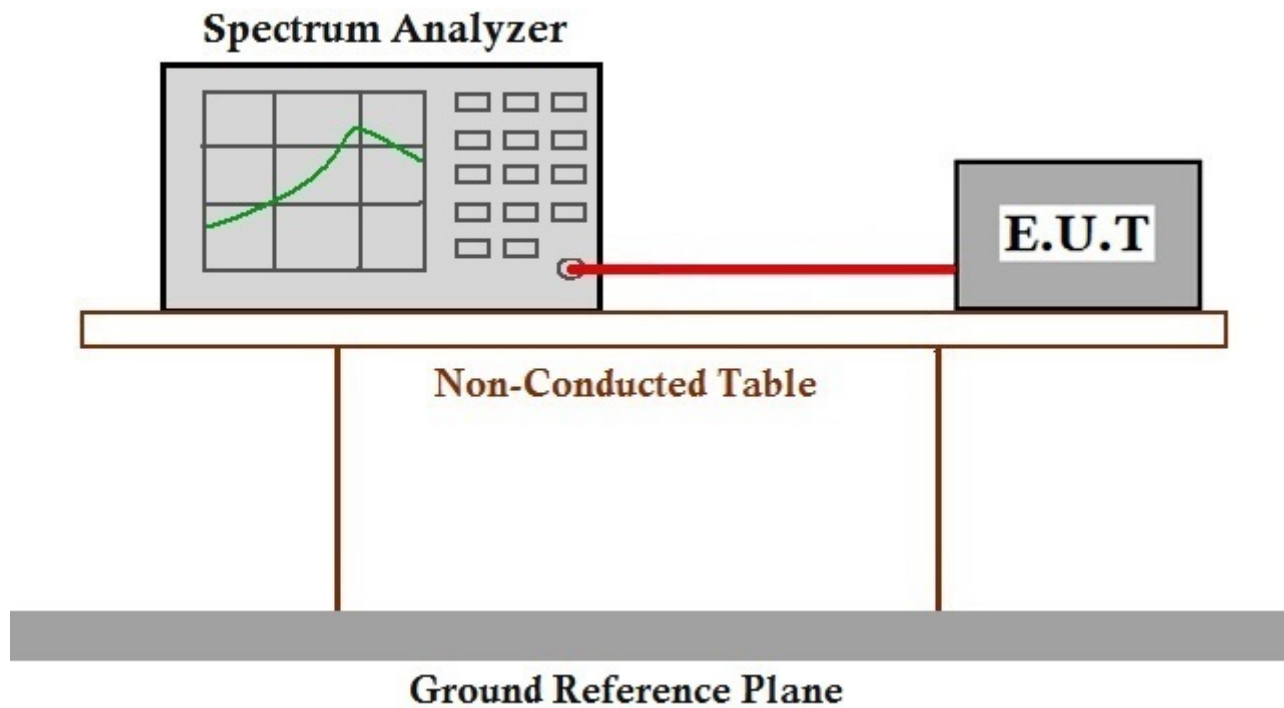 Spectrum Analyzer
E.U.T
Non-Conducted Table
Ground Reference Plane